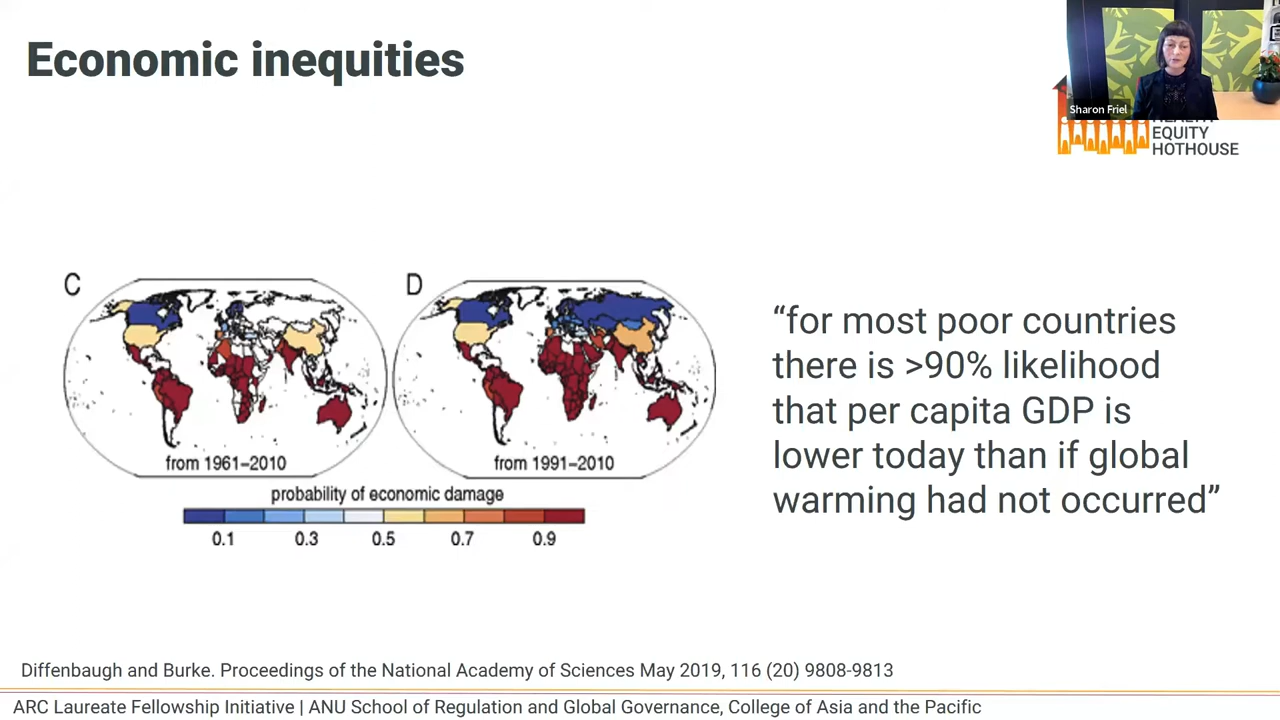 Economic inequities
Sharon Friel
EQUITY
HOTHOUSE
C
D
from 1961–2010
from 1991–2010
probability of economic damage
0.1 0.3 0.5 0.7 0.9
“for most poor countries
there is >90% likelihood
that per capita GDP is
lower today than if global
warming had not occurred”
Diffenbaugh and Burke. Proceedings of the National Academy of Sciences May 2019, 116 (20) 9808-9813
ARC Laureate Fellowship Initiative | ANU School of Regulation and Global Governance, College of Asia and the Pacific